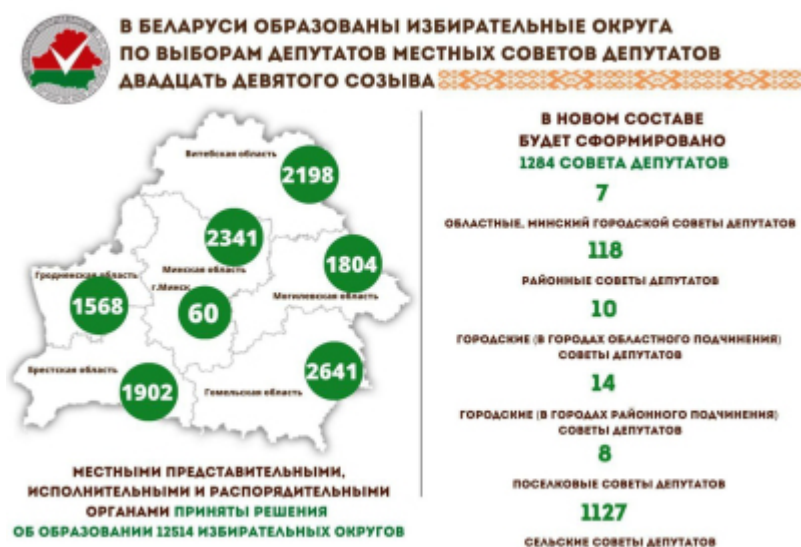 В БЕЛАРУСИ ОБРАЗОВАНЫ ИЗБИРАТЕЛЬНЫЕ ОКРУГА
ПО ВЫБОРАМ ДЕПУТАТОВ МЕСТНЫХ СОВЕТОВ ДЕПУТАТОВ
ДВАДЦАТЬ ДЕВЯТОГО СОЗЫВА
Витебская область
2198
2341
Минская область
1804
Могилевская область
Гродненская область
1568
г.Минск
60
Брестская область
1902
Гомельская область
2641
МЕСТНЫМИ ПРЕДСТАВИТЕЛЬНЫМИ,
ИСПОЛНИТЕЛЬНЫМИ И РАСПОРЯДИТЕЛЬНЫМИ
ОРГАНАМИ ПРИНЯТЫ РЕШЕНИЯ
ОБ ОБРАЗОВАНИИ 12514 ИЗБИРАТЕЛЬНЫХ ОКРУГОВ
В НОВОМ СОСТАВЕ
БУДЕТ СФОРМИРОВАНО
1284 СОВЕТА ДЕПУТАТОВ
7
ОБЛАСТНЫЕ, МИНСКИЙ ГОРОДСКОЙ СОВЕТЫ ДЕПУТАТОВ
118
РАЙОННЫЕ СОВЕТЫ ДЕПУТАТОВ
10
ГОРОДСКИЕ (В ГОРОДАХ ОБЛАСТНОГО ПОДЧИНЕНИЯ)
СОВЕТЫ ДЕПУТАТОВ
14
ГОРОДСКИЕ (В ГОРОДАХ РАЙОННОГО ПОДЧИНЕНИЯ)
СОВЕТЫ ДЕПУТАТОВ
8
ПОСЕЛКОВЫЕ СОВЕТЫ ДЕПУТАТОВ
1127
СЕЛЬСКИЕ СОВЕТЫ ДЕПУТАТОВ